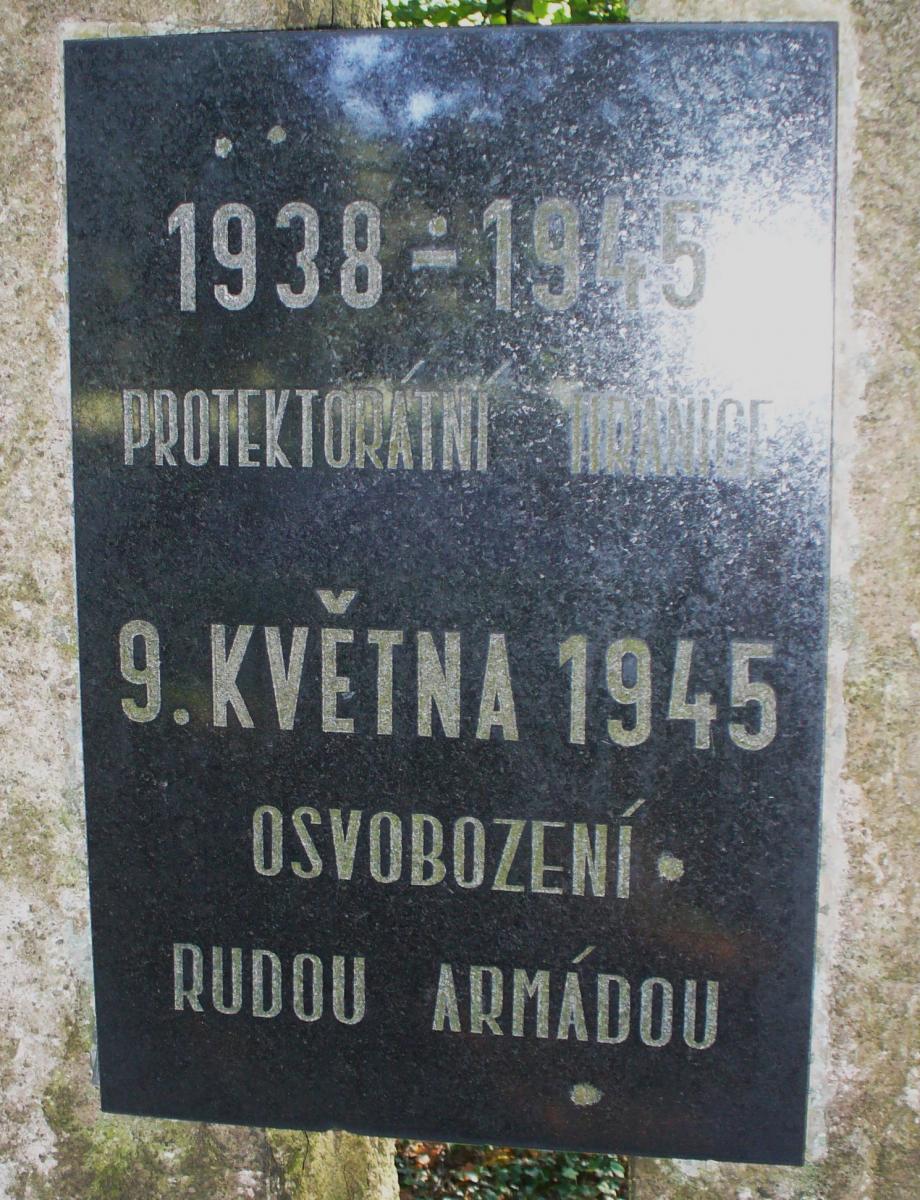 1938 - 1945
PROTEKTORÁTNÍ HRANICE
9. KVĚTNA 1945
OSVOBOZENÍ
RUDOU ARMÁDOU